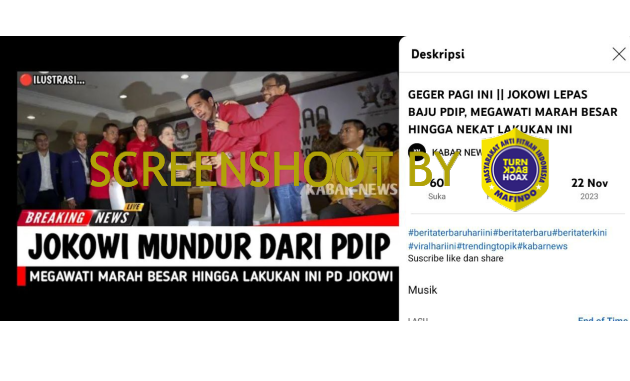 ILUSTRASI...
KABAR-NEWS
LIVE
BREAKING NEWS
JOKOWI MUNDUR DARI PDIP
MEGAWATI MARAH BESAR HINGGA LAKUKAN INI PD JOKOWI
Deskripsi
GEGER PAGI INI || JOKOWI LEPAS
BAJU PDIP, MEGAWATI MARAH BESAR
HINGGA NEKAT LAKUKAN INI
KABAR NEW
60
22 Nov
Suka
2023
#beritaterbaruhariini#beritaterbaru#beritaterkini
#viralhariini#trendingtopik#kabarnews
Suscribe like dan share
Musik
LAGU
End of Time
SCREENSHOOT BY
MASYARAKAT ANTI FITNAH INDONESIA
TURN
BACK
HOAX
MAFINDO